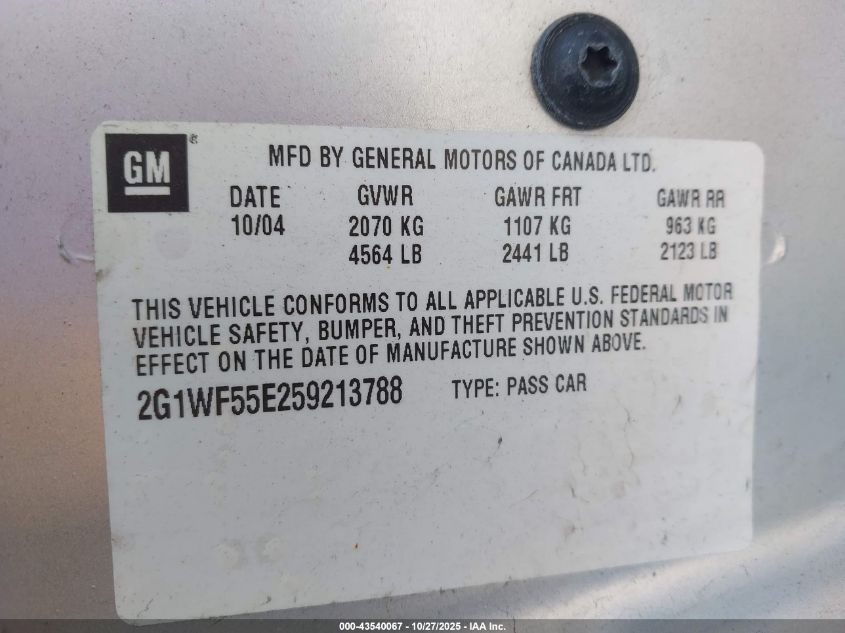 GM®
MFD BY GENERAL MOTORS OF CANADA LTD.
DATE GVWR GAWR FRT GAWR RR
10/04 2070 KG 1107 KG 963 KG
4564 LB 2441 LB 2123 LB
THIS VEHICLE CONFORMS TO ALL APPLICABLE U.S. FEDERAL MOTOR
VEHICLE SAFETY, BUMPER, AND THEFT PREVENTION STANDARDS IN
EFFECT ON THE DATE OF MANUFACTURE SHOWN ABOVE.
2G1WF55E259213788 TYPE: PASS CAR
000-43540067 - 10/27/2025 - IAA Inc.